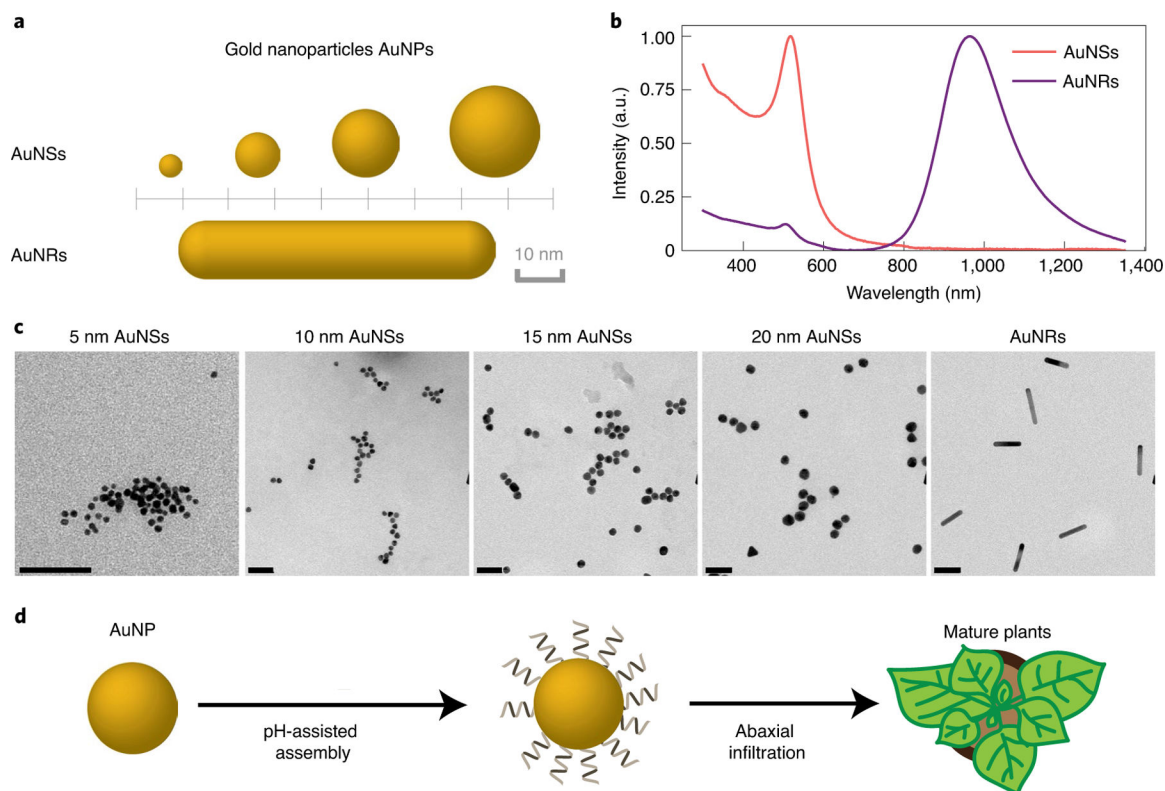 a
Gold nanoparticles AuNPs
AuNSs
AuNRs
10 nm
b
1.00
0.75
0.50
0.25
0
Intensity (a.u.)
AuNSs
AuNRs
400
600
800
1,000
1,200
1,400
Wavelength (nm)
c
5 nm AuNSs
10 nm AuNSs
15 nm AuNSs
20 nm AuNSs
AuNRs
d
AuNP
pH-assisted
assembly
Abaxial
infiltration
Mature plants